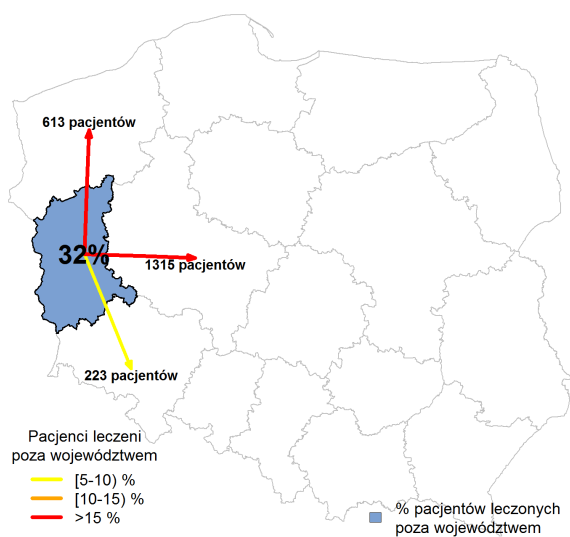 613 pacjentów
32%
1315 pacjentów
223 pacjentów
Pacjenci leczeni
poza województwem
[5-10) %
[10-15) %
>15 %
% pacjentów leczonych
poza województwem